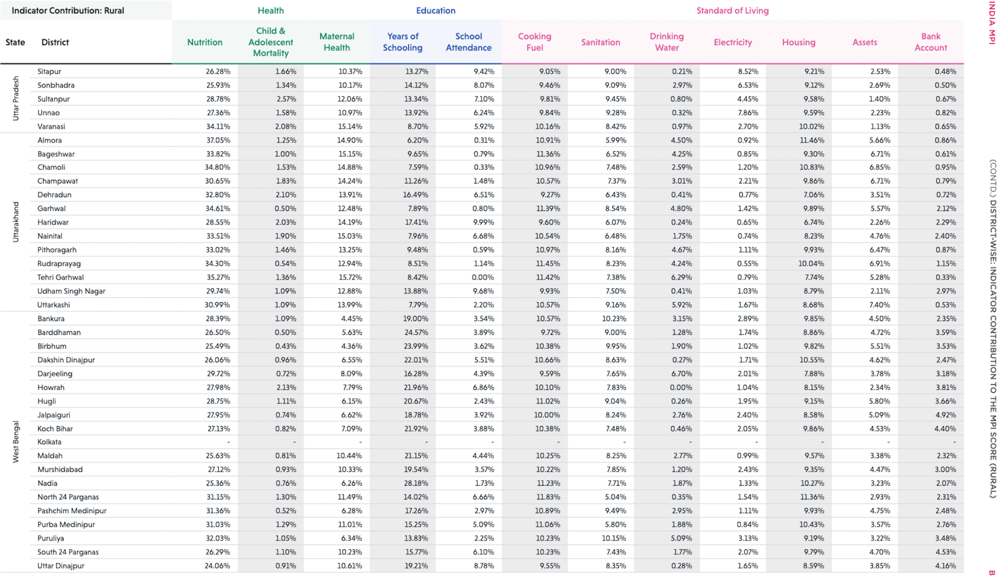 Indicator Contribution: Rural Health Education Standard of Living
State District Nutrition Child & Adolescent Mortality Maternal Health Years of Schooling School Attendance Cooking Fuel Sanitation Drinking Water Electricity Housing Assets Bank Account
Uttar Pradesh
Sitapur 26.28% 1.66% 10.37% 13.27% 9.42% 9.05% 9.00% 0.21% 8.52% 9.21% 2.53% 0.48%
Sonbhadra 25.93% 1.34% 10.17% 14.12% 8.07% 9.46% 9.09% 2.97% 6.53% 9.12% 2.69% 0.50%
Sultanpur 28.78% 2.57% 12.06% 13.34% 7.10% 9.81% 9.45% 0.80% 4.45% 9.58% 1.40% 0.67%
Unnao 27.36% 1.58% 10.97% 13.92% 6.24% 9.84% 9.28% 0.32% 7.86% 9.59% 2.23% 0.82%
Varanasi 34.11% 2.08% 15.14% 8.70% 5.92% 10.16% 8.42% 0.97% 2.70% 10.02% 1.13% 0.65%
Uttarakhand
Almora 37.05% 1.25% 14.90% 6.20% 0.31% 10.91% 5.99% 4.50% 0.92% 11.46% 5.66% 0.86%
Bageshwar 33.82% 1.00% 15.15% 9.65% 0.79% 11.36% 6.52% 4.25% 0.85% 9.30% 6.71% 0.61%
Chamoli 34.80% 1.53% 14.88% 7.59% 0.33% 10.96% 7.48% 2.59% 1.20% 10.83% 6.85% 0.95%
Champawat 30.65% 1.83% 14.24% 11.26% 1.48% 10.57% 7.37% 3.01% 2.21% 9.86% 6.71% 0.79%
Dehradun 32.80% 2.10% 13.91% 16.49% 6.51% 9.27% 6.43% 0.41% 0.77% 7.06% 3.51% 0.72%
Garhwal 34.61% 0.50% 12.48% 7.89% 0.80% 11.39% 8.54% 4.80% 1.42% 9.89% 5.57% 2.12%
Haridwar 28.55% 2.03% 14.19% 17.41% 9.99% 9.60% 6.07% 0.24% 0.65% 6.74% 2.26% 2.29%
Nainital 33.51% 1.90% 15.03% 7.96% 6.68% 10.54% 6.48% 1.75% 0.74% 8.23% 4.76% 2.40%
Pithoragarh 33.02% 1.46% 13.25% 9.48% 0.59% 10.97% 8.16% 4.67% 1.11% 9.93% 6.47% 0.87%
Rudraprayag 34.30% 0.54% 12.94% 8.51% 1.14% 11.45% 8.23% 4.24% 0.55% 10.04% 6.91% 1.15%
Tehri Garhwal 35.27% 1.36% 15.72% 8.42% 0.00% 11.42% 7.38% 6.29% 0.79% 7.74% 5.28% 0.33%
Udham Singh Nagar 29.74% 1.09% 12.88% 13.88% 9.68% 9.93% 7.50% 0.41% 1.03% 8.79% 2.11% 2.97%
Uttarkashi 30.99% 1.09% 13.99% 7.79% 2.20% 10.57% 9.16% 5.92% 1.67% 8.68% 7.40% 0.53%
West Bengal
Bankura 28.39% 1.09% 4.45% 19.00% 3.54% 10.57% 10.23% 3.15% 2.89% 9.85% 4.50% 2.35%
Barddhaman 26.50% 0.50% 5.63% 24.57% 3.89% 9.72% 9.00% 1.28% 1.74% 8.86% 4.72% 3.59%
Birbhum 25.49% 0.43% 4.36% 23.99% 3.62% 10.38% 9.95% 1.90% 1.02% 9.82% 5.51% 3.53%
Dakshin Dinajpur 26.06% 0.96% 6.55% 22.01% 5.51% 10.66% 8.63% 0.27% 1.71% 10.55% 4.62% 2.47%
Darjeeling 29.72% 0.72% 8.09% 16.28% 4.39% 9.59% 7.65% 6.70% 2.01% 7.88% 3.78% 3.18%
Howrah 27.98% 2.13% 7.79% 21.96% 6.86% 10.10% 7.83% 0.00% 1.04% 8.15% 2.34% 3.81%
Hugli 28.75% 1.11% 6.15% 20.67% 2.43% 11.02% 9.04% 0.26% 1.95% 9.15% 5.80% 3.66%
Jalpaiguri 27.95% 0.74% 6.62% 18.78% 3.92% 10.00% 8.24% 2.76% 2.40% 8.58% 5.09% 4.92%
Koch Bihar 27.13% 0.82% 7.09% 21.92% 3.88% 10.38% 7.48% 0.46% 2.05% 9.86% 4.53% 4.40%
Kolkata - - - - - - - - - - - -
Maldah 25.63% 0.81% 10.44% 21.15% 4.44% 10.25% 8.25% 2.77% 0.99% 9.57% 3.38% 2.32%
Murshidabad 27.12% 0.93% 10.33% 19.54% 3.57% 10.22% 7.85% 1.20% 2.43% 9.35% 4.47% 3.00%
Nadia 25.36% 0.76% 6.26% 28.18% 1.73% 11.23% 7.71% 1.87% 1.33% 10.27% 3.23% 2.07%
North 24 Parganas 31.15% 1.30% 11.49% 14.02% 6.66% 11.83% 5.04% 0.35% 1.54% 11.36% 2.93% 2.31%
Pashchim Medinipur 31.36% 0.52% 6.28% 17.26% 2.97% 10.89% 9.49% 2.95% 1.11% 9.93% 4.75% 2.48%
Purba Medinipur 31.03% 1.29% 11.01% 15.25% 5.09% 11.06% 5.80% 1.88% 0.84% 10.43% 3.57% 2.76%
Puruliya 32.03% 1.05% 6.34% 13.83% 2.25% 10.23% 10.15% 5.09% 3.13% 9.19% 3.22% 3.48%
South 24 Parganas 26.29% 1.10% 10.23% 15.77% 6.10% 10.23% 7.43% 1.77% 2.07% 9.79% 4.70% 4.53%
Uttar Dinajpur 24.06% 0.91% 10.61% 19.21% 8.78% 9.55% 8.35% 0.28% 1.65% 8.59% 3.85% 4.16%
INDIA MPI
(CONTD.) DISTRICT-WISE: INDICATOR CONTRIBUTION TO THE MPI SCORE (RURAL)
B